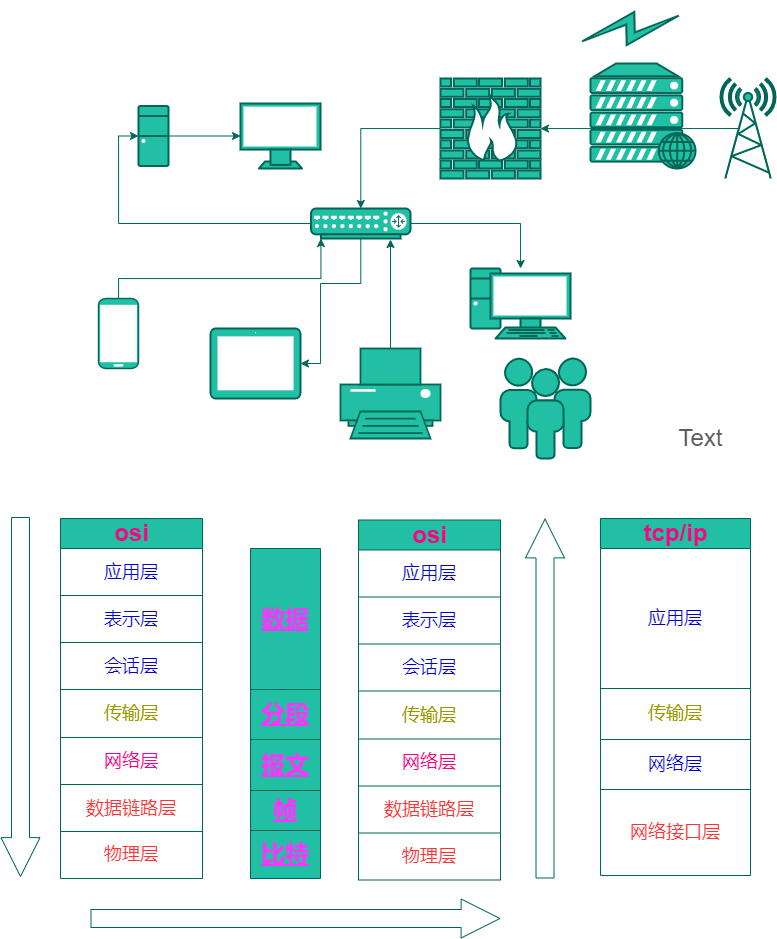 Text
osi
应用层
表示层
会话层
传输层
网络层
数据链路层
物理层
数据
分段
报文
帧
比特
osi
应用层
表示层
会话层
传输层
网络层
数据链路层
物理层
tcp/ip
应用层
传输层
网络层
网络接口层